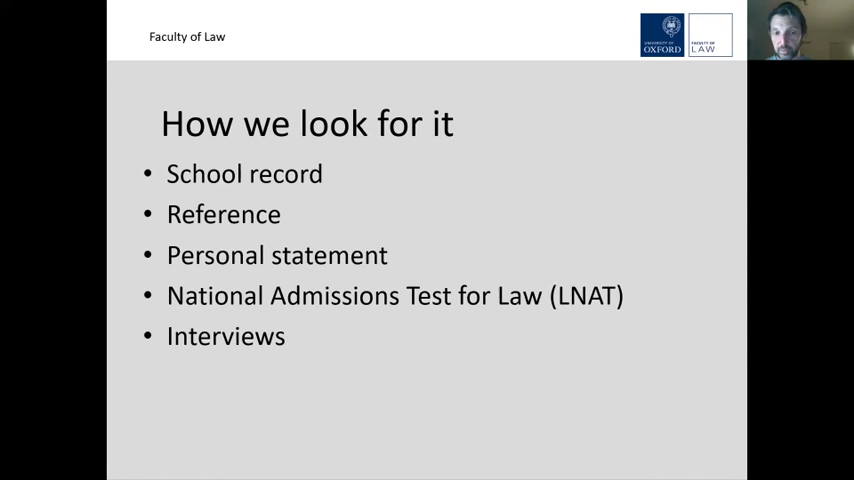 Faculty of Law
UNIVERSITY OF
OXFORD
FACULTY OF
LAW
How we look for it
• School record
• Reference
• Personal statement
• National Admissions Test for Law (LNAT)
• Interviews